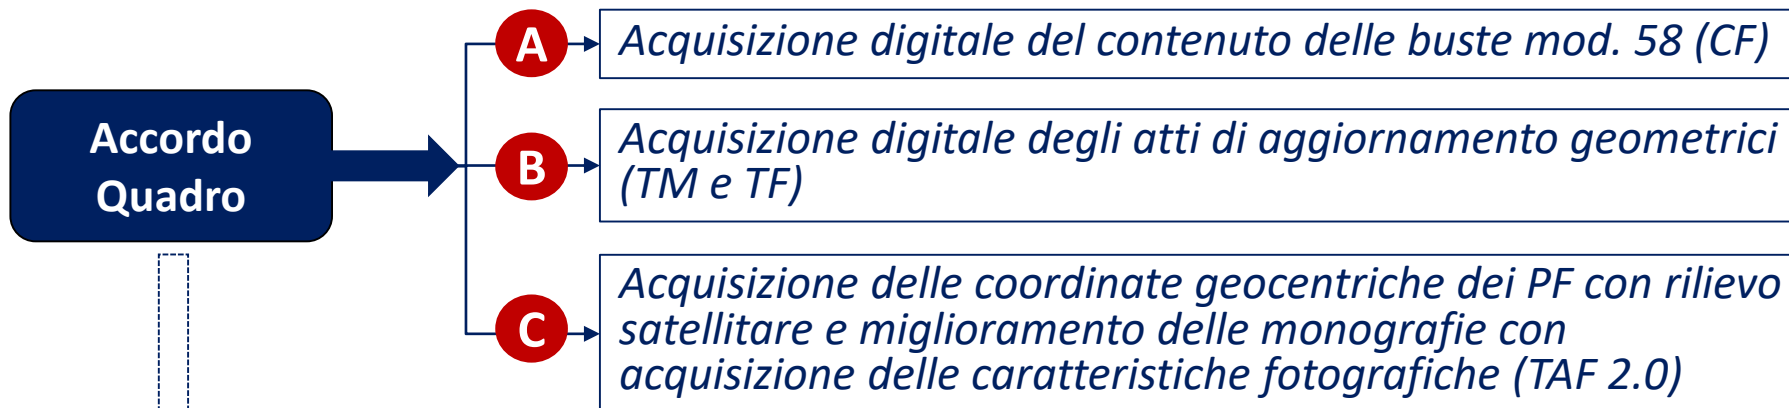 Accordo
Quadro
A
Acquisizione digitale del contenuto delle buste mod. 58 (CF)
B
Acquisizione digitale degli atti di aggiornamento geometrici
(TM e TF)
C
Acquisizione delle coordinate geocentriche dei PF con rilievo
satellitare e miglioramento delle monografie con
acquisizione delle caratteristiche fotografiche (TAF 2.0)